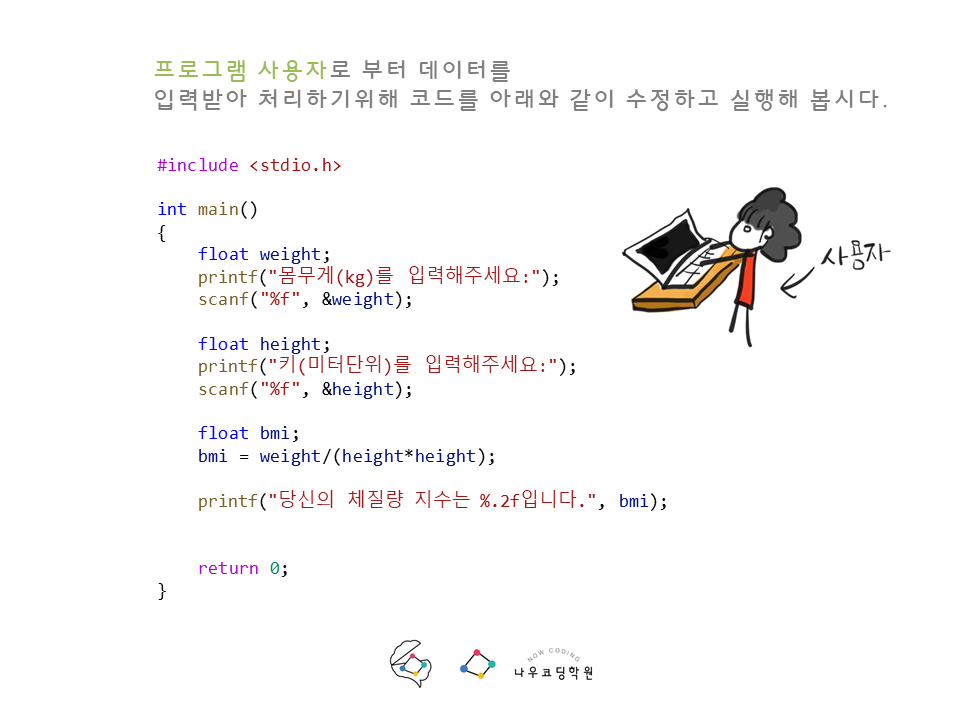 프로그램 사용자로 부터 데이터를
입력받아 처리하기위해 코드를 아래와 같이 수정하고 실행해 봅시다.
#include <stdio.h>
int main()
{
    float weight;
    printf("몸무게(kg)를 입력해주세요:");
    scanf("%f", &weight);
    float height;
    printf("키(미터단위)를 입력해주세요:");
    scanf("%f", &height);
    float bmi;
    bmi = weight/(height*height);
    printf("당신의 체질량 지수는 %.2f입니다.", bmi);
    return 0;
}
사용자
NOW CODING
나우코딩학원